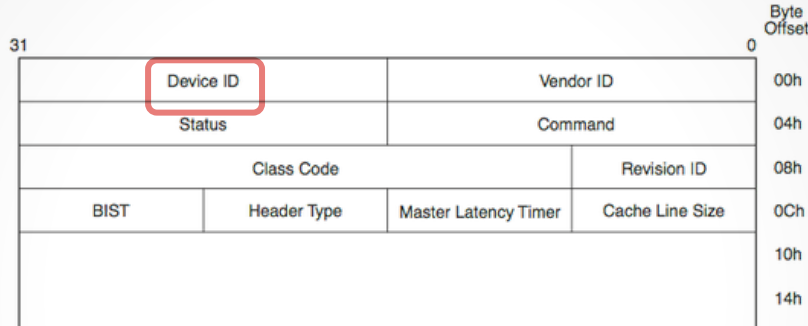 Byte
Offset
31 0
Device ID Vendor ID 00h
Status Command 04h
Class Code Revision ID 08h
BIST Header Type Master Latency Timer Cache Line Size 0Ch
10h
14h